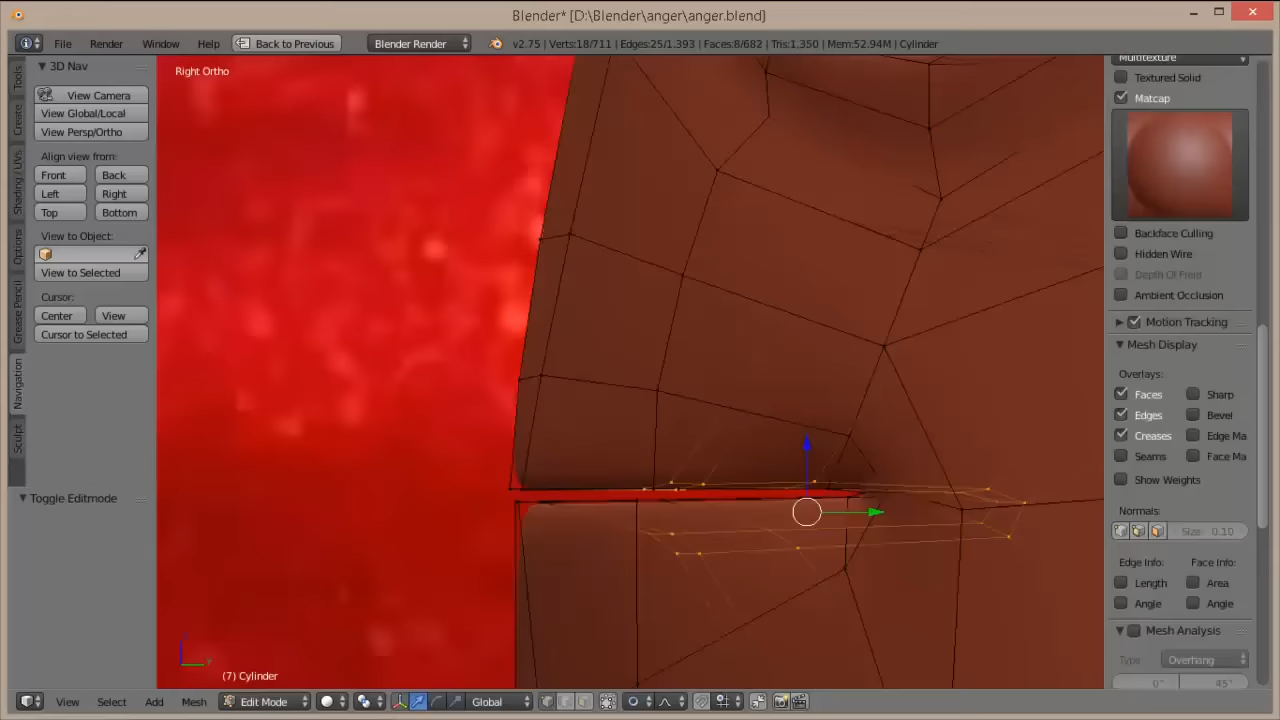 Blender* [D:\Blender\anger\anger.blend]
File Render Window Help Back to Previous Blender Render v2.75 | Verts:18/711 | Edges:25/1.393 | Faces:8/682 | Tris:1,350 | Mem:52.94M | Cylinder
Tools
Create
Shading / UVs
Options
Grease Pencil
Navigation
Sculpt
3D Nav
View Camera
View Global/Local
View Persp/Ortho
Align view from:
Front Back
Left Right
Top Bottom
View to Object:
View to Selected
Cursor:
Center View
Cursor to Selected
Toggle Editmode
Right Ortho
(7) Cylinder
Multitexture
Textured Solid
Matcap
Backface Culling
Hidden Wire
Depth Of Field
Ambient Occlusion
Motion Tracking
Mesh Display
Overlays:
Faces Sharp
Edges Bevel
Creases Edge Ma
Seams Face Ma
Show Weights
Normals:
Size: 0.10
Edge Info: Face Info:
Length Area
Angle Angle
Mesh Analysis
Type Overhang
0° 45°
View Select Add Mesh Edit Mode Global